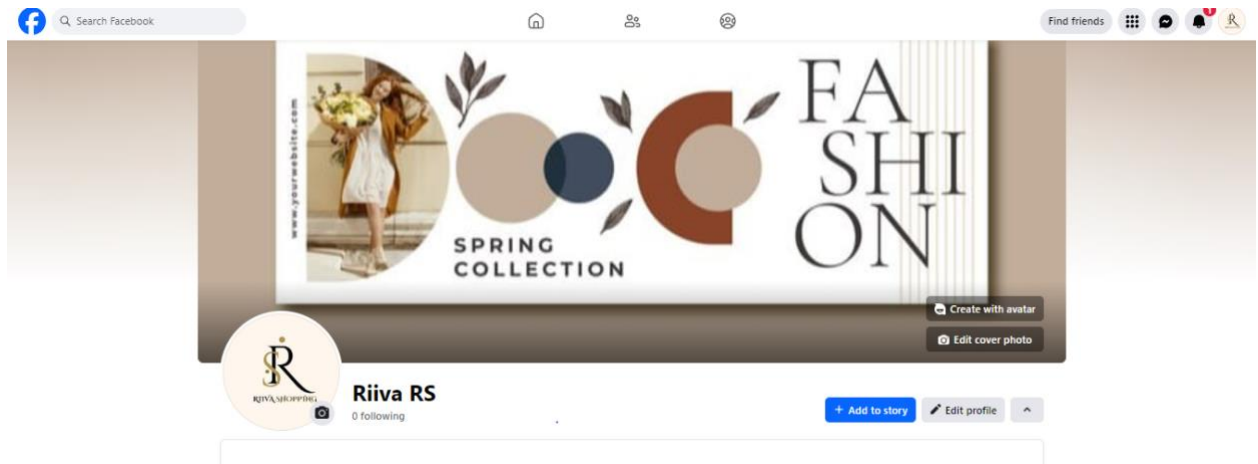 Search Facebook
Find friends
1
www.yourwebsite.com
SPRING
COLLECTION
FA
SHI
ON
Create with avatar
Edit cover photo
R
RIIVA SHOPPING
Riiva RS
0 following
+ Add to story
Edit profile